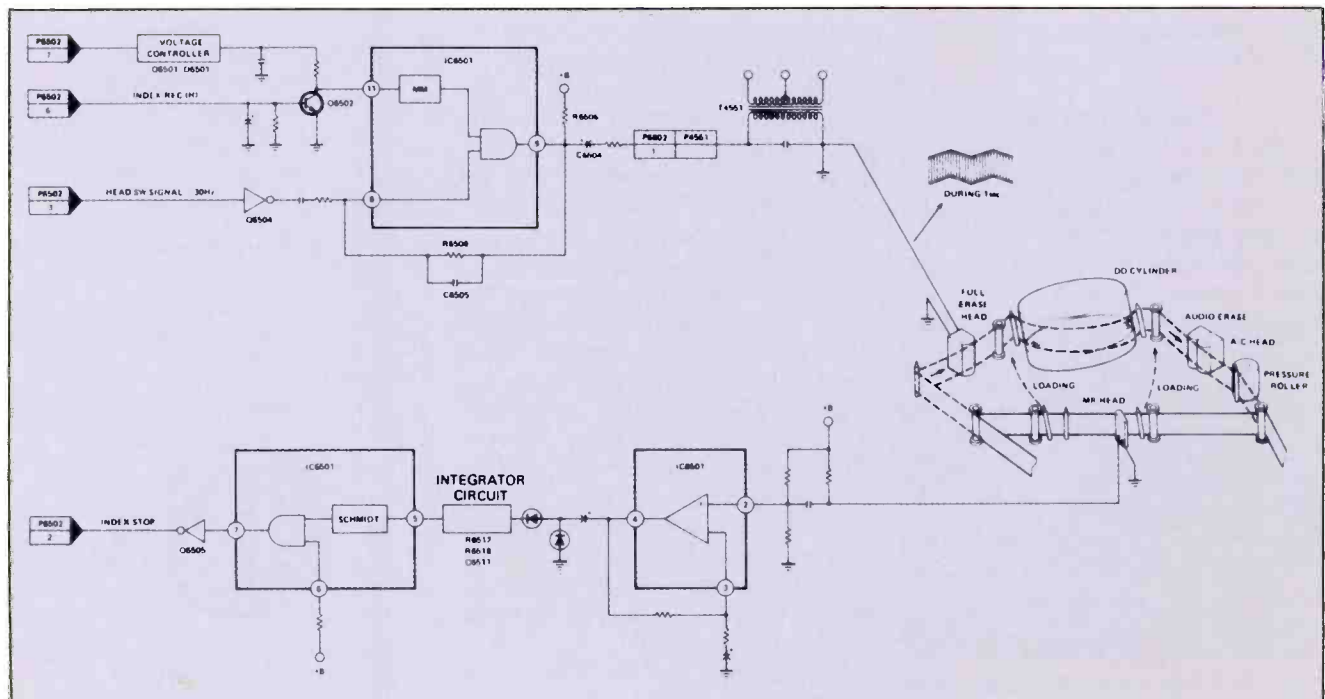 P6502
7
VOLTAGE
CONTROLLER
Q6501 D6501
P6502
6
INDEX REC (H)
Q6502
IC6501
11
MM
9
8
+B
R6506
C6504
P6502
3
HEAD SW SIGNAL 30Hz
Q6504
R6508
C6505
P6802
1
P4561
T4561
DURING TMM
DD CYLINDER
FULL
ERASE
HEAD
AUDIO ERASE
A/C HEAD
PRESSURE
ROLLER
LOADING
MR HEAD
LOADING
P6502
2
INDEX STOP
Q6505
IC6501
7
SCHMIDT
5
6
+B
INTEGRATOR
CIRCUIT
R6517
R6518
D6511
IC6501
4
2
3
+B